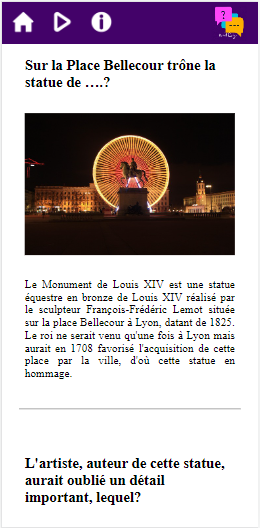 Sur la Place Bellecour trône la
statue de ….?
Le Monument de Louis XIV est une statue
équestre en bronze de Louis XIV réalisé par
le sculpteur François-Frédéric Lemot située
sur la place Bellecour à Lyon, datant de 1825.
Le roi ne serait venu qu'une fois à Lyon mais
aurait en 1708 favorisé l'acquisition de cette
place par la ville, d'où cette statue en
hommage.
L'artiste, auteur de cette statue,
aurait oublié un détail
important, lequel?